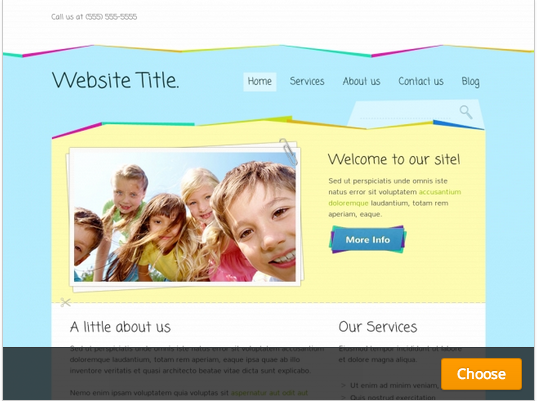 Call us at (555) 555-5555
Website Title.
Home Services About us Contact us Blog
Welcome to our site!
Sed ut perspiciatis unde omnis iste
natus error sit voluptatem accusantium
doloremque laudantium, totam rem
aperiam, eaque.
More Info
A little about us
Sed ut perspiciatis unde omnis iste natus error sit voluptatem accusantium
doloremque laudantium, totam rem aperiam, eaque ipsa quae ab illo
inventore veritatis et quasi architecto beatae vitae dicta sunt explicabo.
Nemo enim ipsam voluptatem quia voluptas sit aspernatur aut odit aut
Our Services
Eiusmod tempor incididunt ut labore
et dolore magna aliqua.
Ut enim ad minim veniam,
Quis nostrud exercitation
Choose